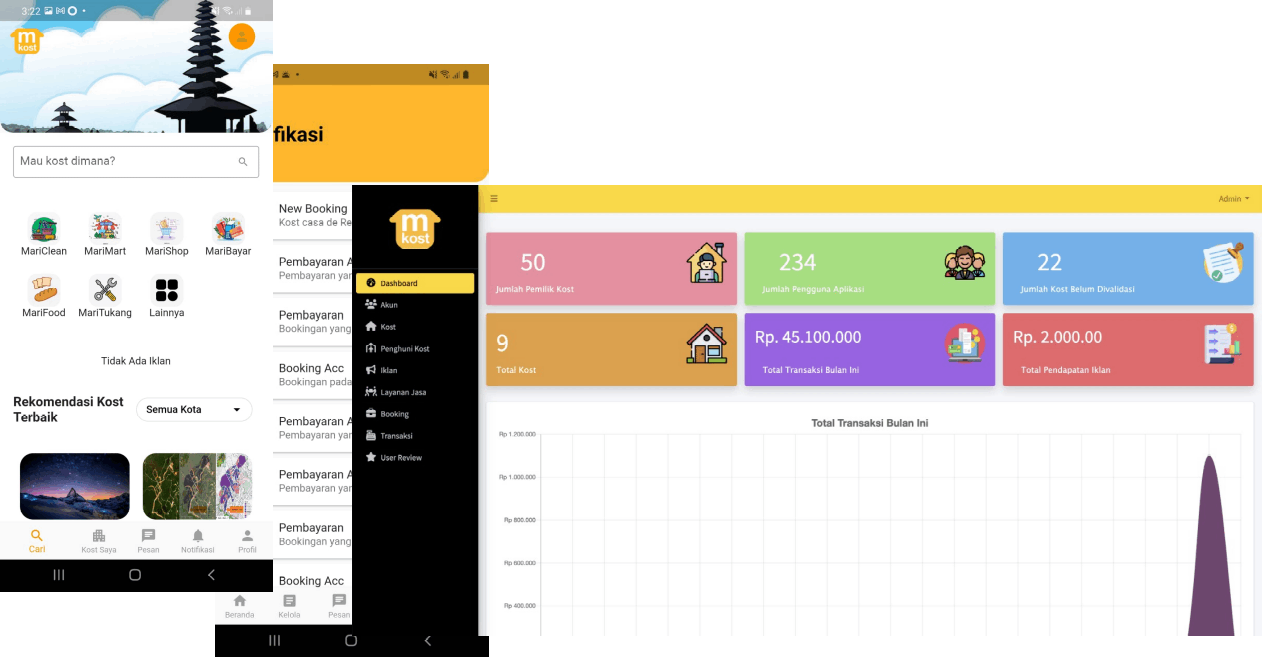 3:22
m
kost
Mau kost dimana?
MariClean
MariMart
MariShop
MariBayar
MariFood
MariTukang
Lainnya
Tidak Ada Iklan
Rekomendasi Kost
Terbaik
Semua Kota
Cari
Kost Saya
Pesan
Notifikasi
Profil
fikasi
New Booking
Kost casa de Re
Pembayaran A
Pembayaran yar
Pembayaran
Bookingan yang
Booking Acc
Bookingan pada
Pembayaran A
Pembayaran yar
Pembayaran A
Pembayaran yar
Pembayaran
Bookingan yang
Booking Acc
Beranda
Kelola
Pesan
m
kost
Dashboard
Akun
Kost
Penghuni Kost
Iklan
Layanan Jasa
Booking
Transaksi
User Review
Admin
50
Jumlah Pemilik Kost
234
Jumlah Pengguna Aplikasi
22
Jumlah Kost Belum Divalidasi
9
Total Kost
Rp. 45.100.000
Total Transaksi Bulan Ini
Rp. 2.000.00
Total Pendapatan Iklan
Total Transaksi Bulan Ini
Rp 1.200.000
Rp 1.000.000
Rp 800.000
Rp 600.000
Rp 400.000